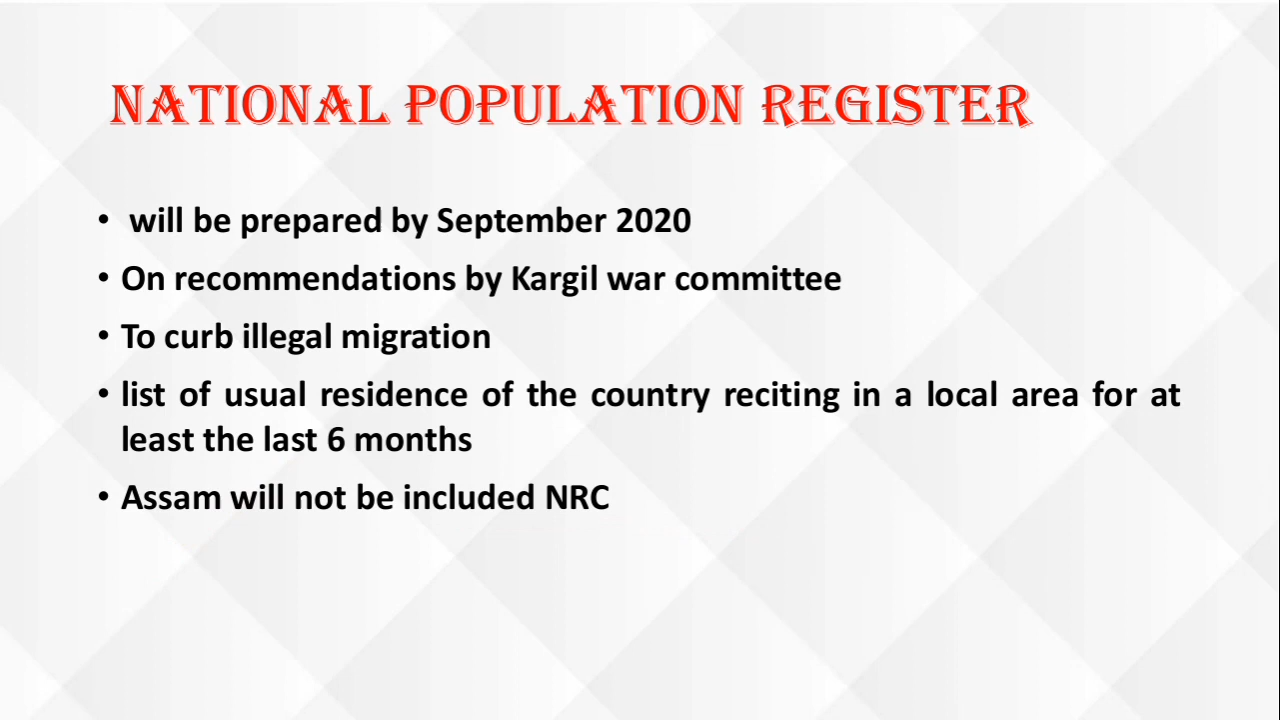 NATIONAL POPULATION REGISTER
• will be prepared by September 2020
• On recommendations by Kargil war committee
• To curb illegal migration
• list of usual residence of the country reciting in a local area for at
least the last 6 months
• Assam will not be included NRC